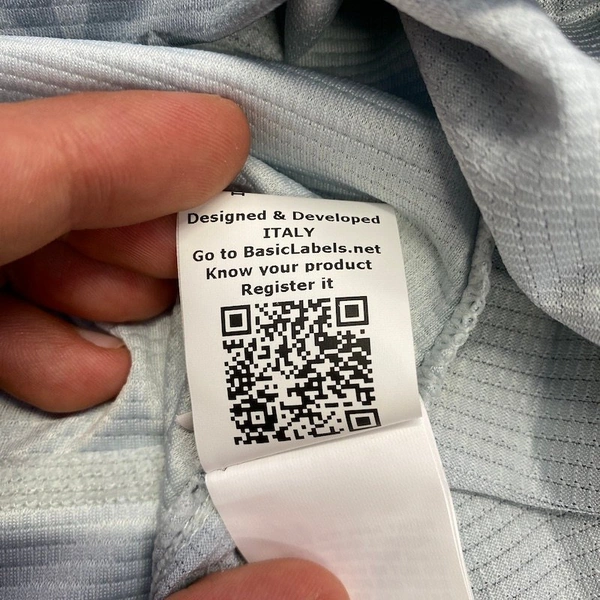 Designed & Developed
ITALY
Go to BasicLabels.net
Know your product
Register it